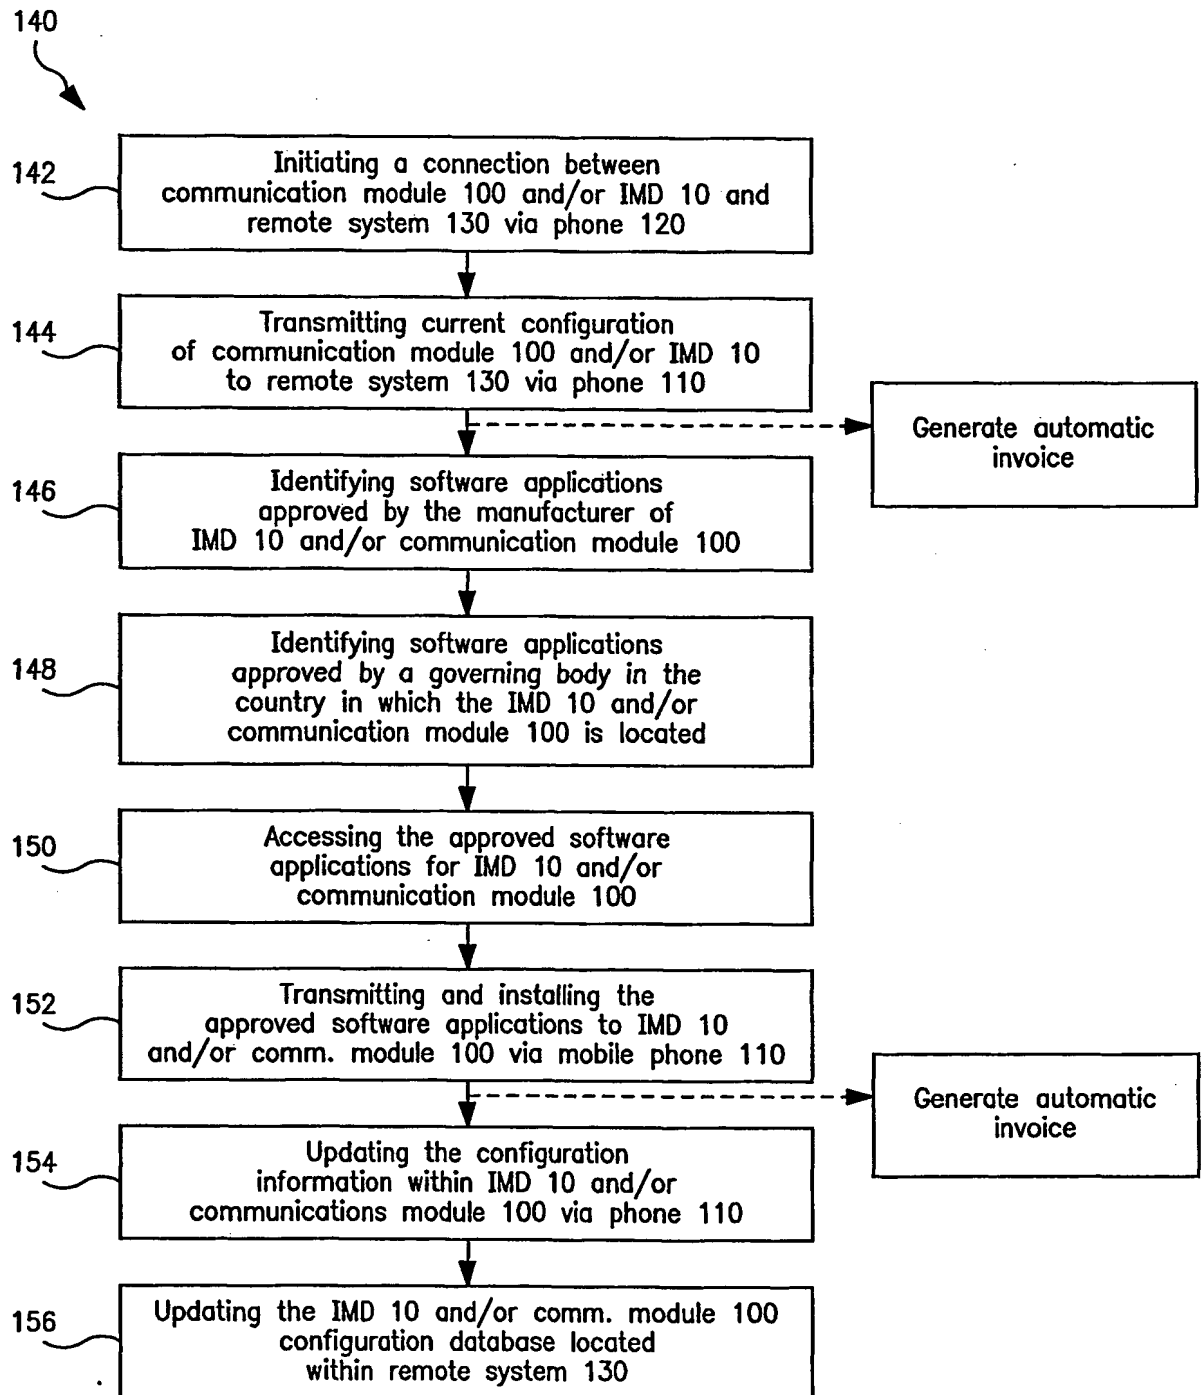 140
142
Initiating a connection between
communication module 100 and/or IMD 10 and
remote system 130 via phone 120
144
Transmitting current configuration
of communication module 100 and/or IMD 10
to remote system 130 via phone 110
Generate automatic
invoice
146
Identifying software applications
approved by the manufacturer of
IMD 10 and/or communication module 100
148
Identifying software applications
approved by a governing body in the
country in which the IMD 10 and/or
communication module 100 is located
150
Accessing the approved software
applications for IMD 10 and/or
communication module 100
152
Transmitting and installing the
approved software applications to IMD 10
and/or comm. module 100 via mobile phone 110
Generate automatic
invoice
154
Updating the configuration
information within IMD 10 and/or
communications module 100 via phone 110
156
Updating the IMD 10 and/or comm. module 100
configuration database located
within remote system 130